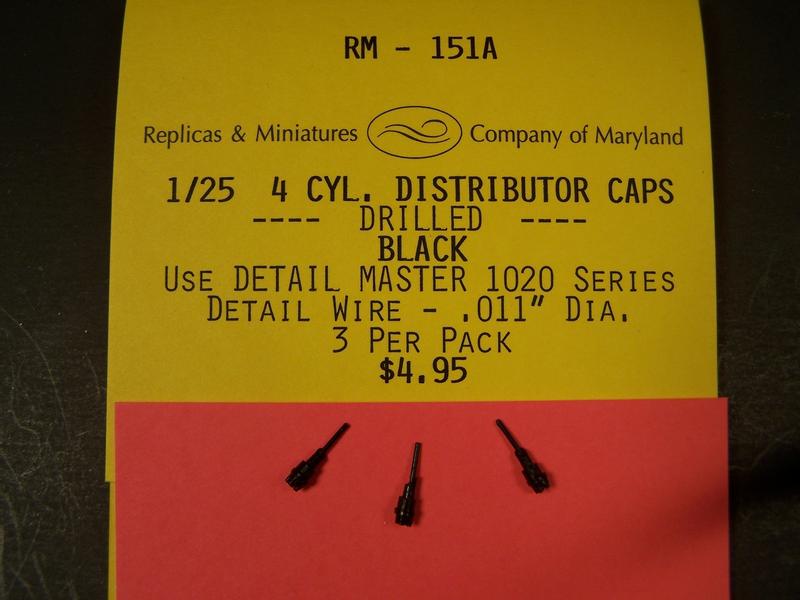 RM - 151A
Replicas & Miniatures Company of Maryland
1/25 4 CYL. DISTRIBUTOR CAPS
---- DRILLED ----
BLACK
USE DETAIL MASTER 1020 SERIES
DETAIL WIRE - .011" DIA.
3 PER PACK
$4.95